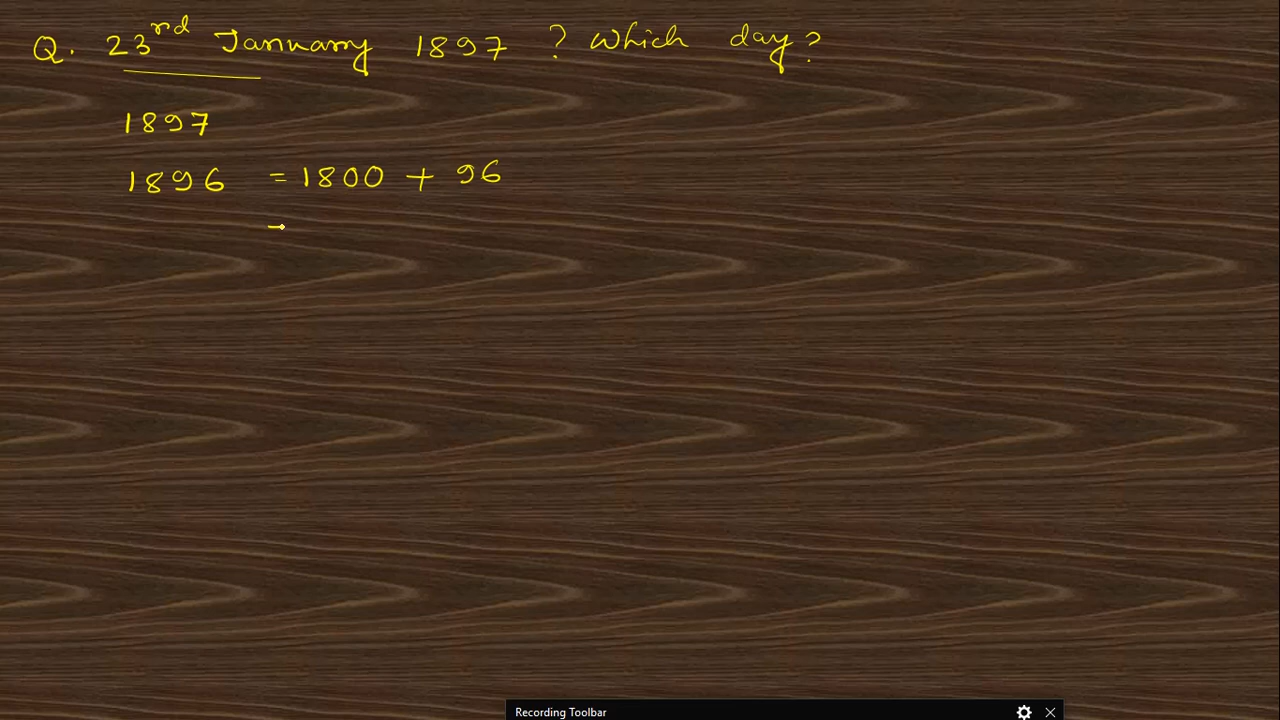 Q. 23rd January 1897 ? Which day?
1897
1896 = 1800 + 96
Recording Toolbar